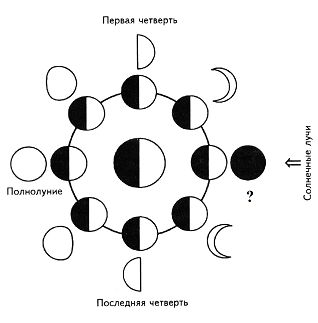 Первая четверть
Полнолуние
?
Солнечные лучи
Последняя четверть